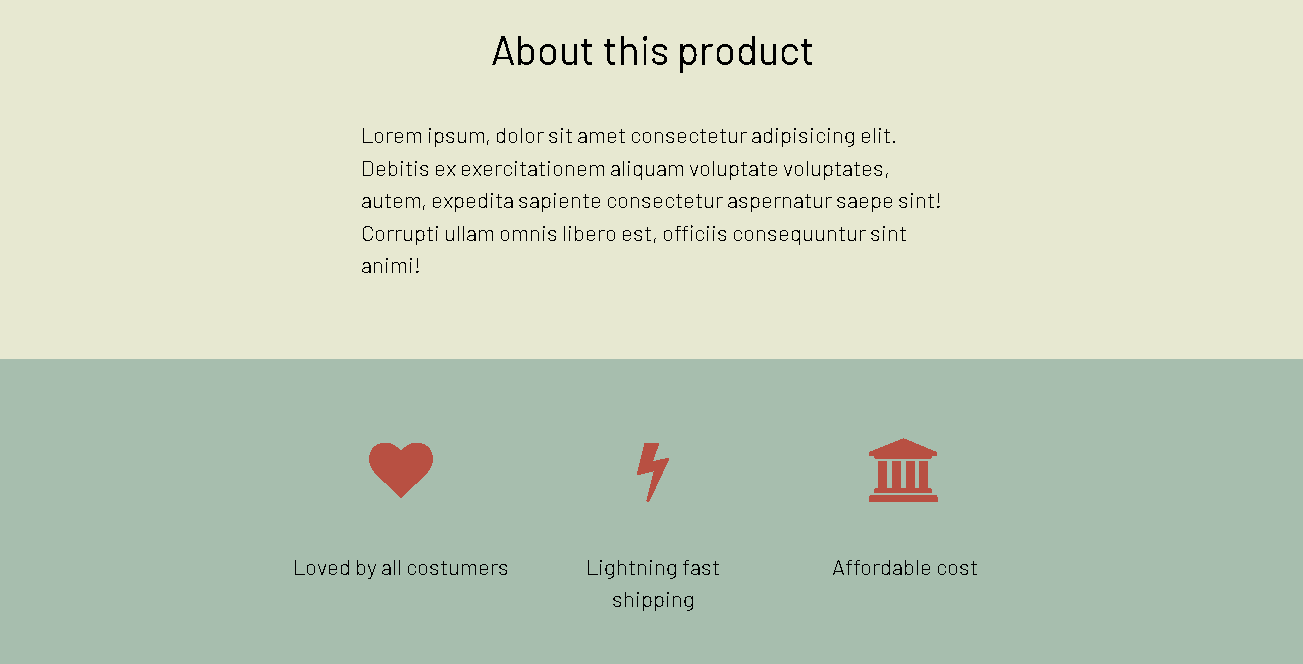 About this product
Lorem ipsum, dolor sit amet consectetur adipisicing elit.
Debitis ex exercitationem aliquam voluptate voluptates,
autem, expedita sapiente consectetur aspernatur saepe sint!
Corrupti ullam omnis libero est, officiis consequuntur sint
animi!
Loved by all costumers
Lightning fast
shipping
Affordable cost